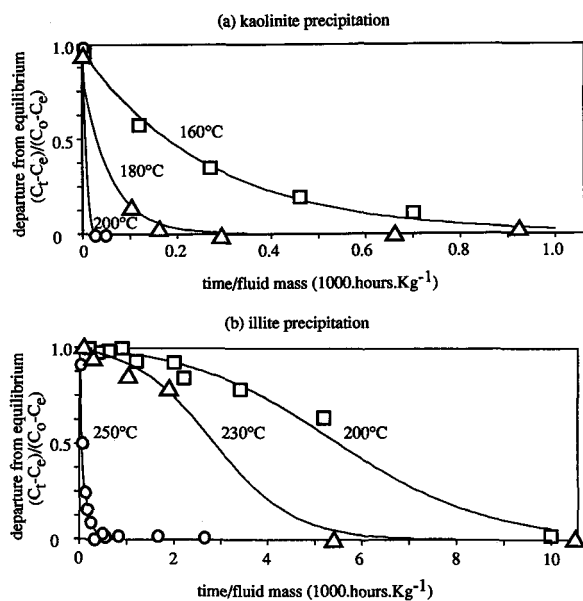 (a) kaolinite precipitation
departure from equilibrium
(Ct-Ce)/(Co-Ce)
1.0
0.5
0
160°C
180°C
200°C
0 0.2 0.4 0.6 0.8 1.0
time/fluid mass (1000.hours.Kg⁻¹)
(b) illite precipitation
departure from equilibrium
(Ct-Ce)/(Co-Ce)
1.0
0.5
0
250°C
230°C
200°C
0 2 4 6 8 10
time/fluid mass (1000.hours.Kg⁻¹)